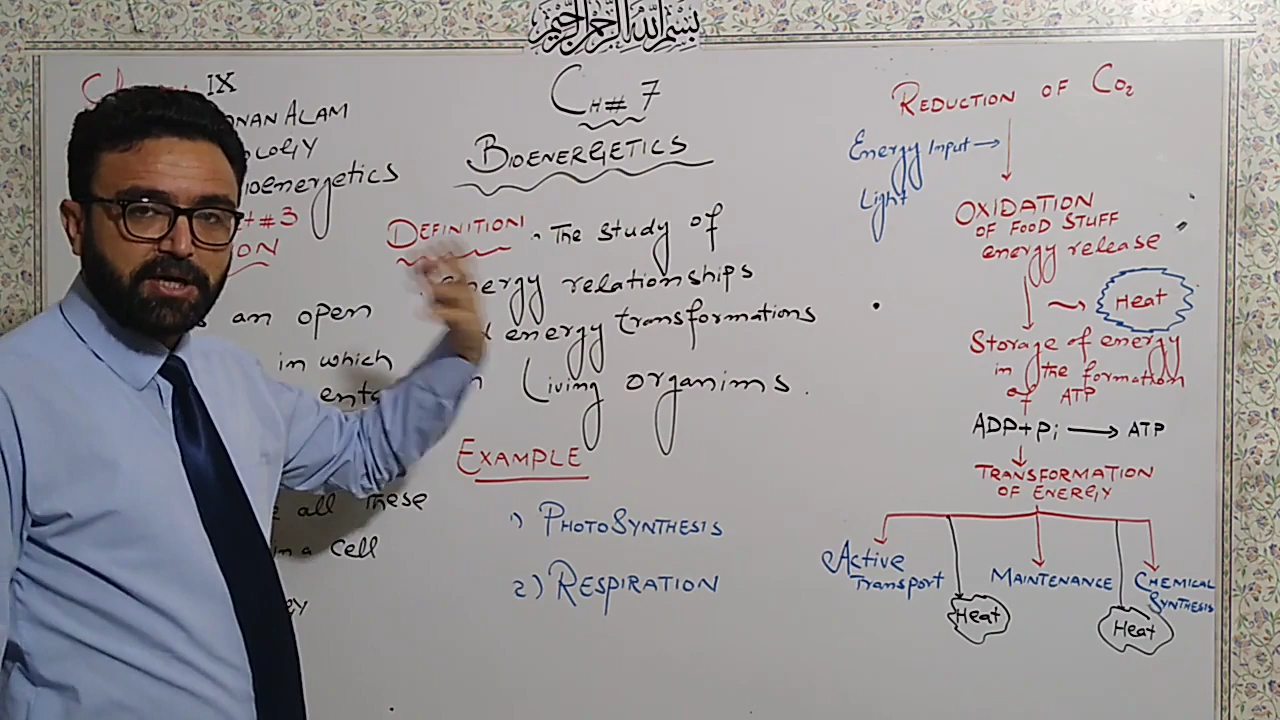 بسم الله الرحمن الرحيم
IX
ALAM
CH# 7
BIOENERGETICS
DEFINITION The study of
energy relationships
energy transformations
Living organims.
EXAMPLE
1) PHOTOSYNTHESIS
2) RESPIRATION
#3
an open
in which
all these
in a cell
REDUCTION OF CO2
Energy Input →
Light
OXIDATION
OF FOOD STUFF
energy release
Heat
Storage of energy
in the formation
of ATP
ADP+Pi → ATP
TRANSFORMATION
OF ENERGY
Active
Transport
MAINTENANCE
CHEMICAL
SYNTHESIS
Heat
Heat